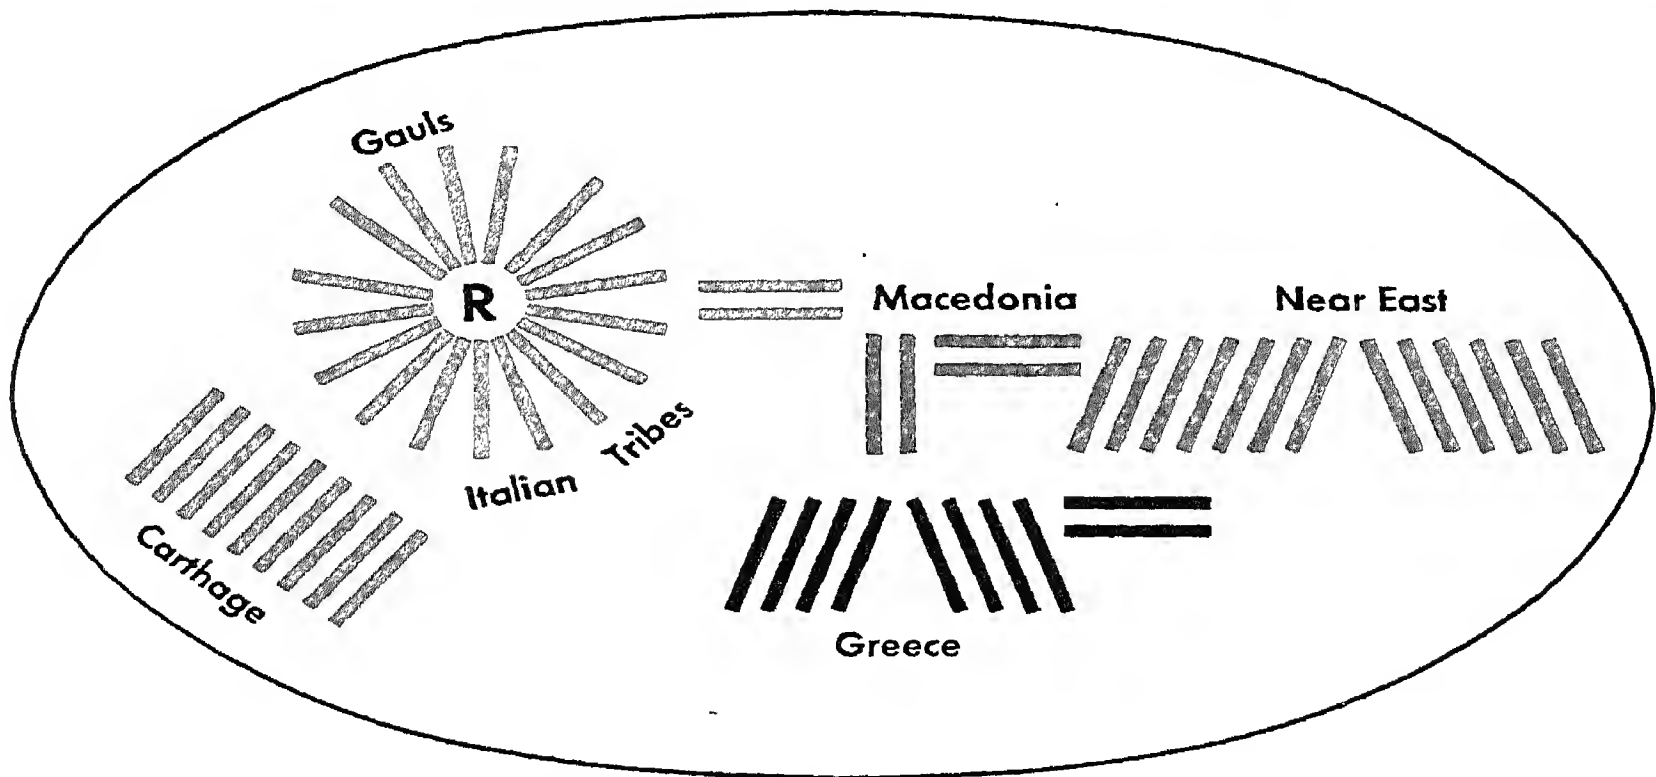 Gauls
R
Macedonia
Near East
Italian Tribes
Carthage
Greece